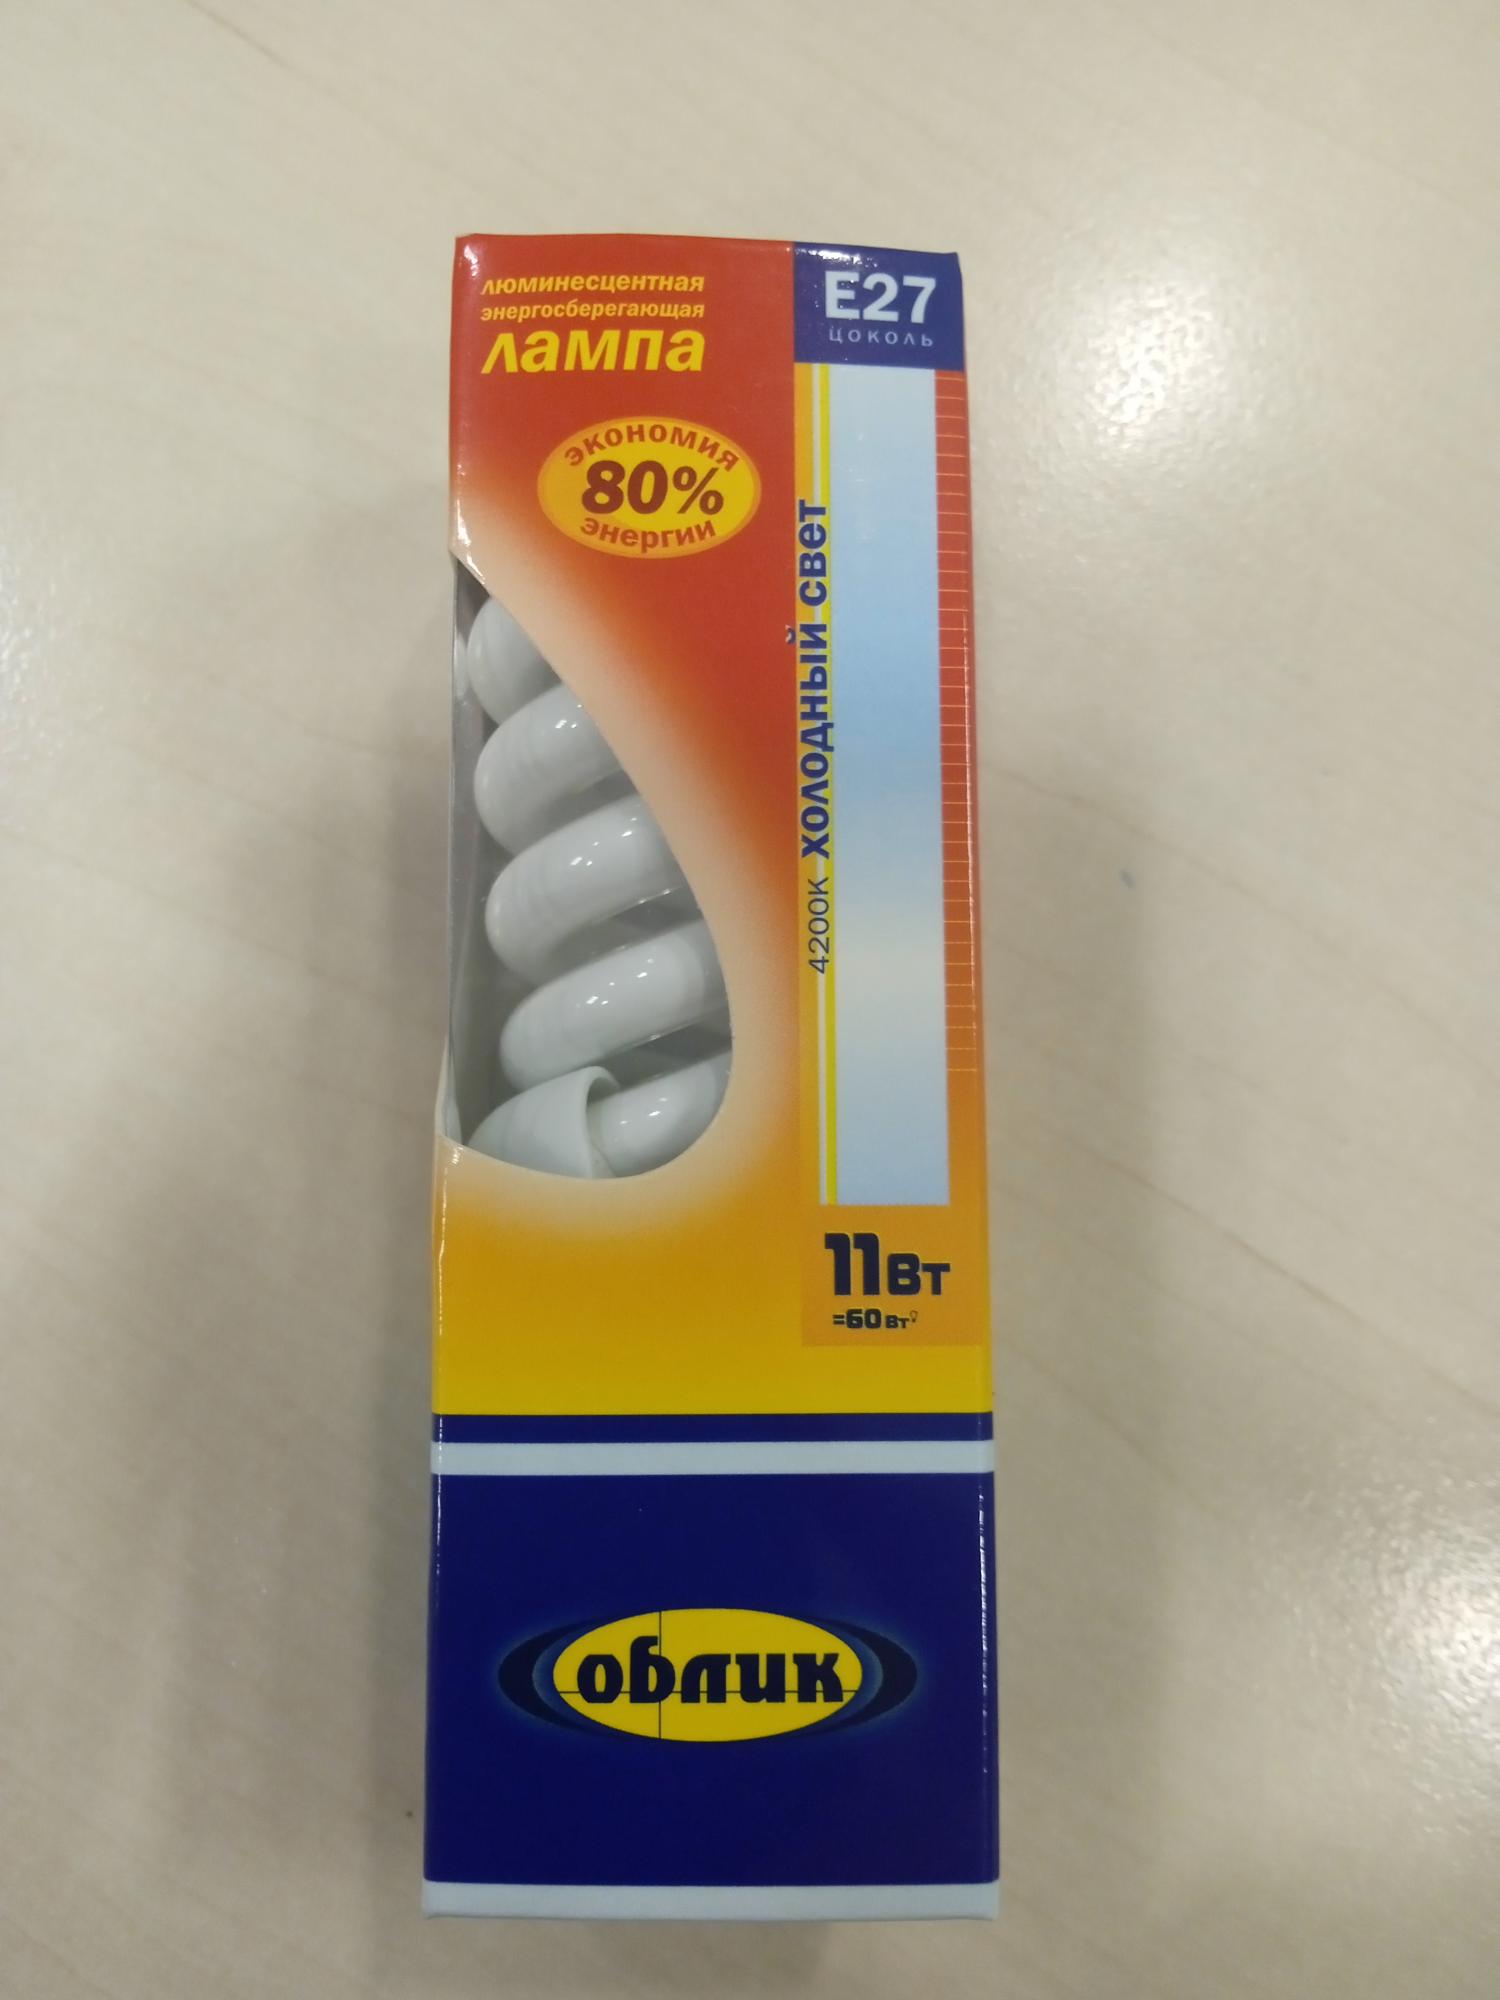 люминесцентная
энергосберегающая
лампа
E27
цоколь
экономия
80%
энергии
4200K холодный свет
11Вт
=60Вт
облик